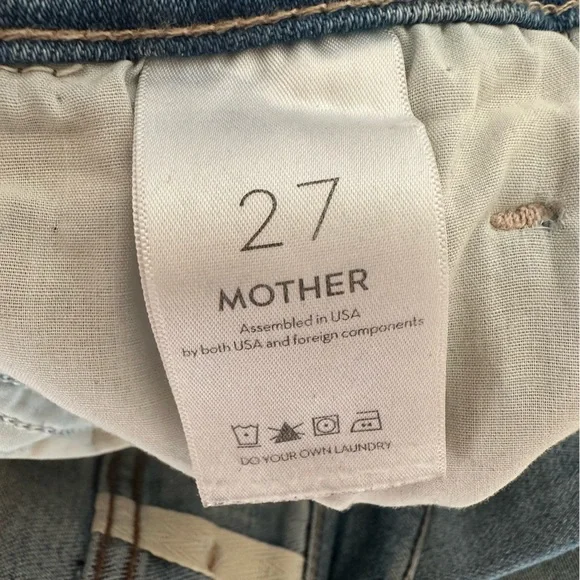 27
MOTHER
Assembled in USA
by both USA and foreign components
DO YOUR OWN LAUNDRY